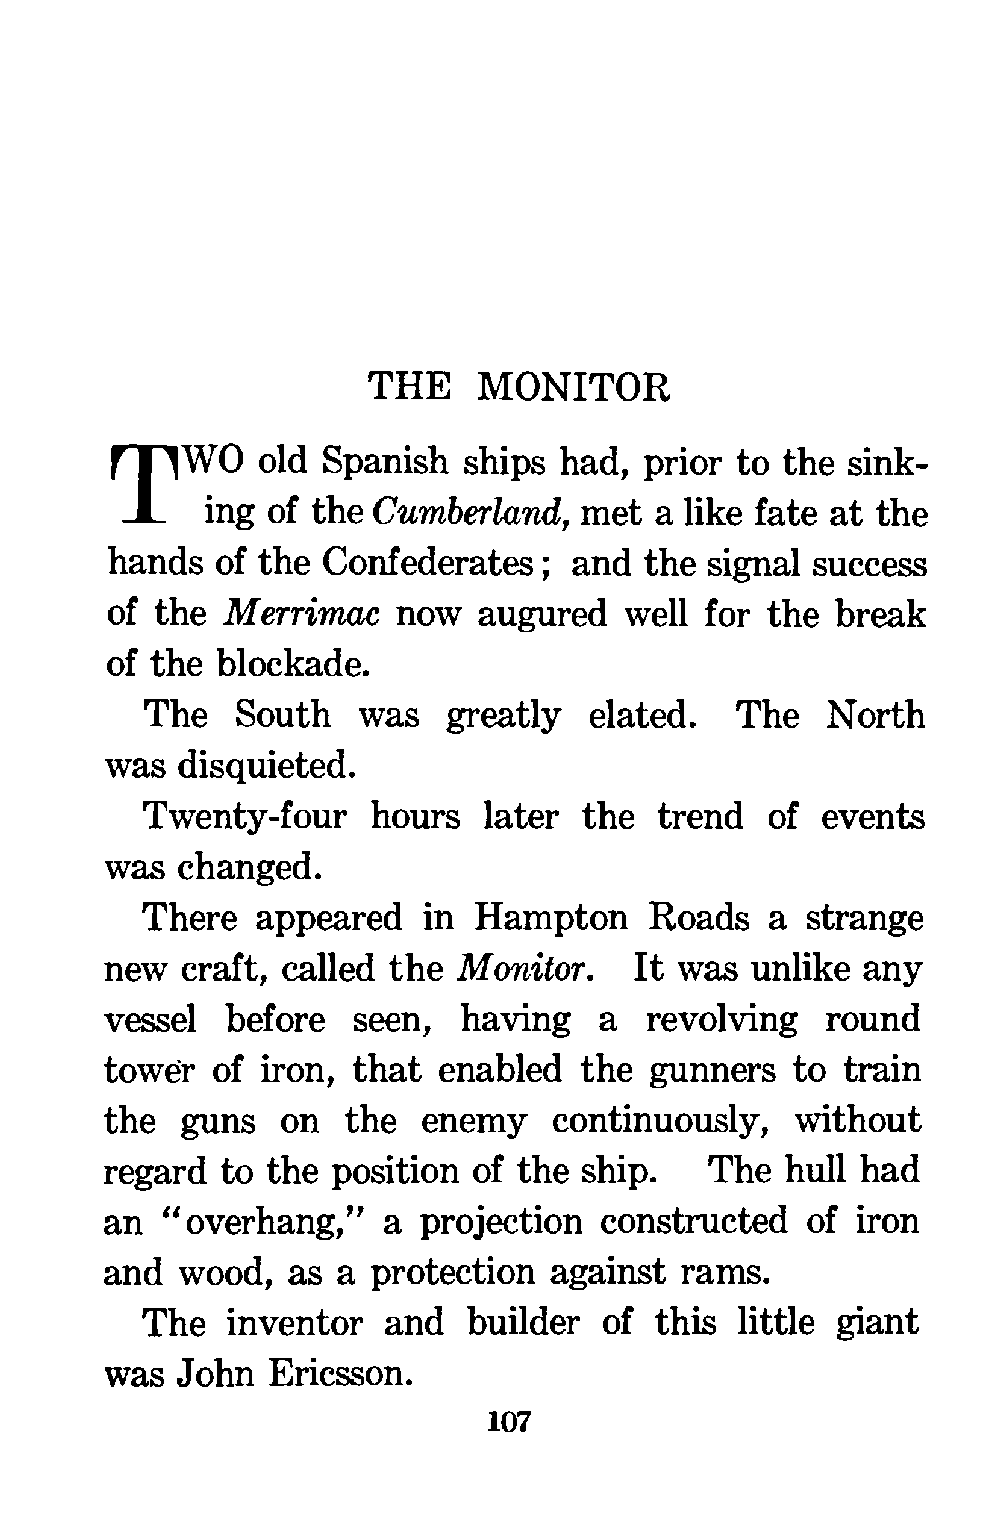 THE MONITOR
TWO old Spanish ships had, prior to the sink-
ing of the Cumberland, met a like fate at the
hands of the Confederates; and the signal success
of the Merrimac now augured well for the break
of the blockade.
The South was greatly elated. The North
was disquieted.
Twenty-four hours later the trend of events
was changed.
There appeared in Hampton Roads a strange
new craft, called the Monitor. It was unlike any
vessel before seen, having a revolving round
tower of iron, that enabled the gunners to train
the guns on the enemy continuously, without
regard to the position of the ship. The hull had
an “overhang,” a projection constructed of iron
and wood, as a protection against rams.
The inventor and builder of this little giant
was John Ericsson.
107